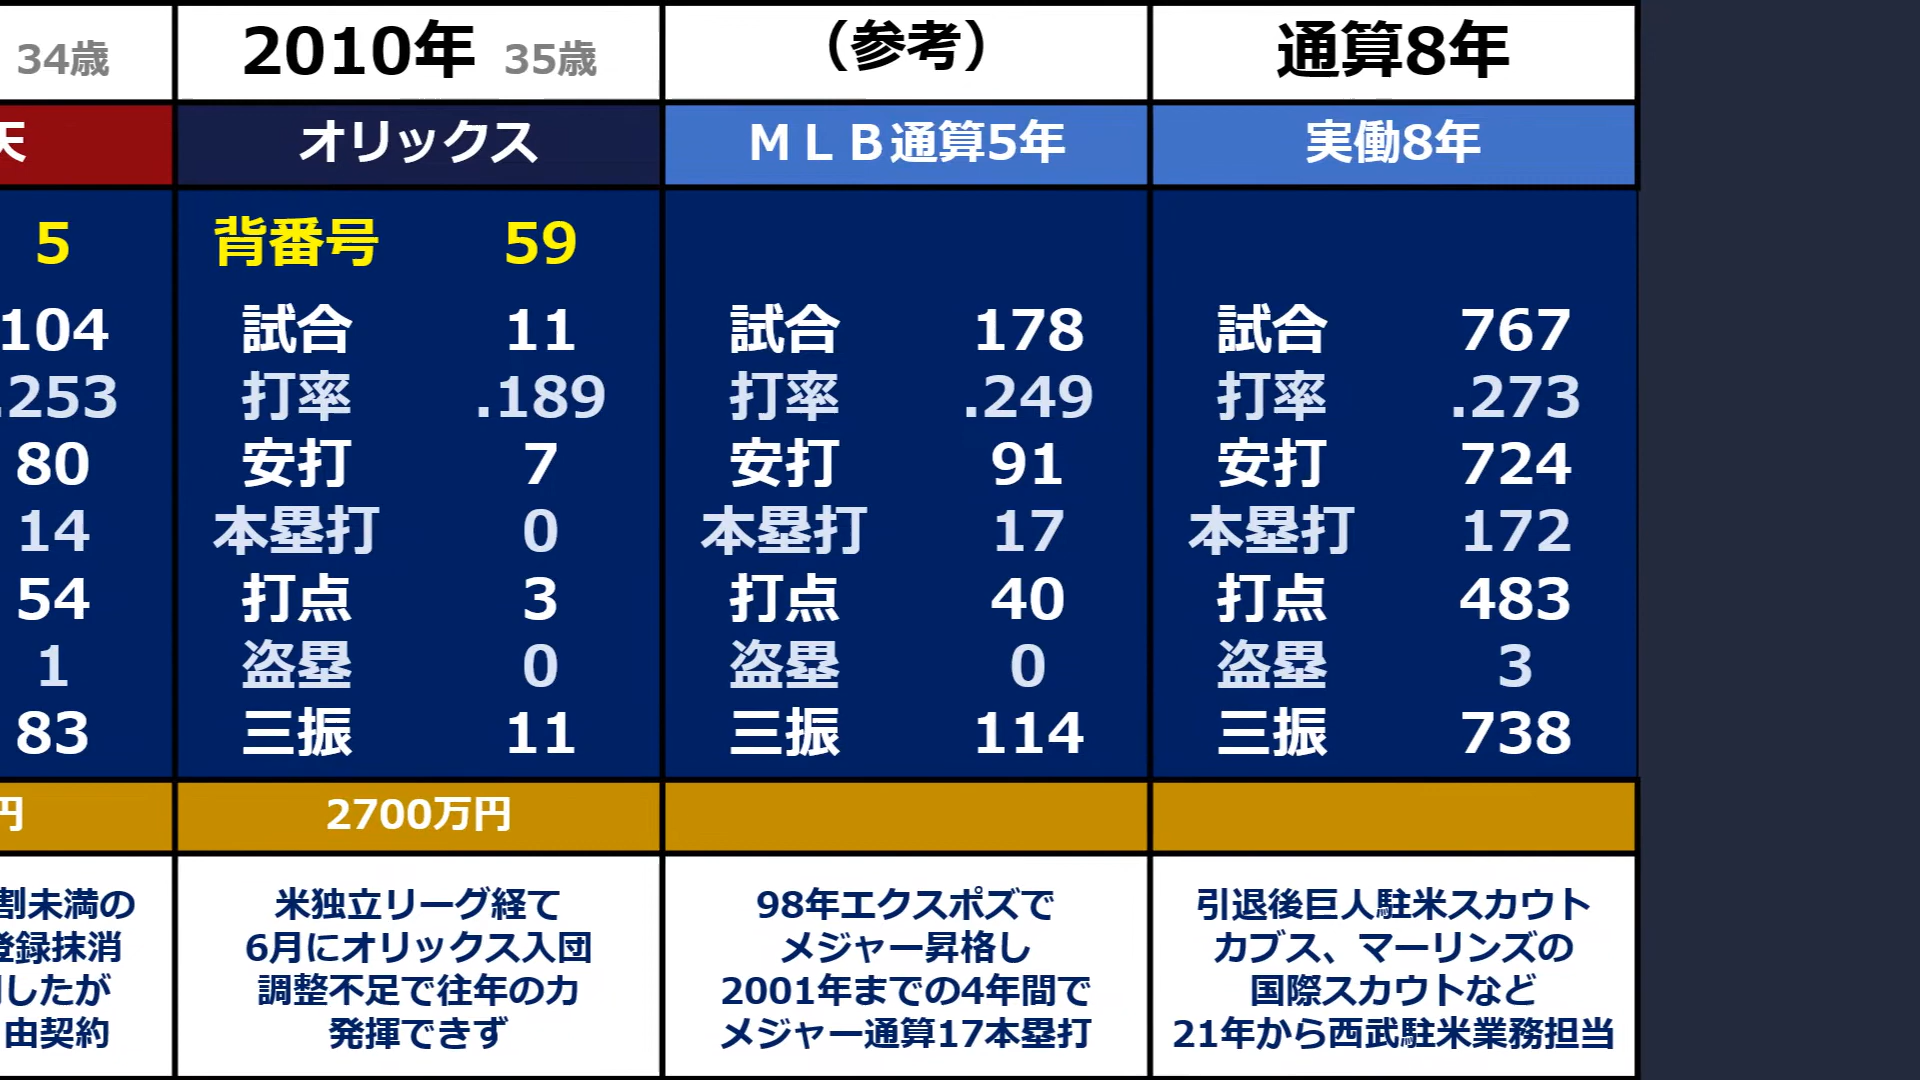 34歳
2010年 35歳
（参考）
通算8年
天
オリックス
ＭＬＢ通算5年
実働8年
5
背番号 59
104
試合 11
試合 178
試合 767
.253
打率 .189
打率 .249
打率 .273
80
安打 7
安打 91
安打 724
14
本塁打 0
本塁打 17
本塁打 172
54
打点 3
打点 40
打点 483
1
盗塁 0
盗塁 0
盗塁 3
83
三振 11
三振 114
三振 738
円
2700万円
割未満の
登録抹消
したが
由契約
米独立リーグ経て
6月にオリックス入団
調整不足で往年の力
発揮できず
98年エクスポズで
メジャー昇格し
2001年までの4年間で
メジャー通算17本塁打
引退後巨人駐米スカウト
カブス、マーリンズの
国際スカウトなど
21年から西武駐米業務担当